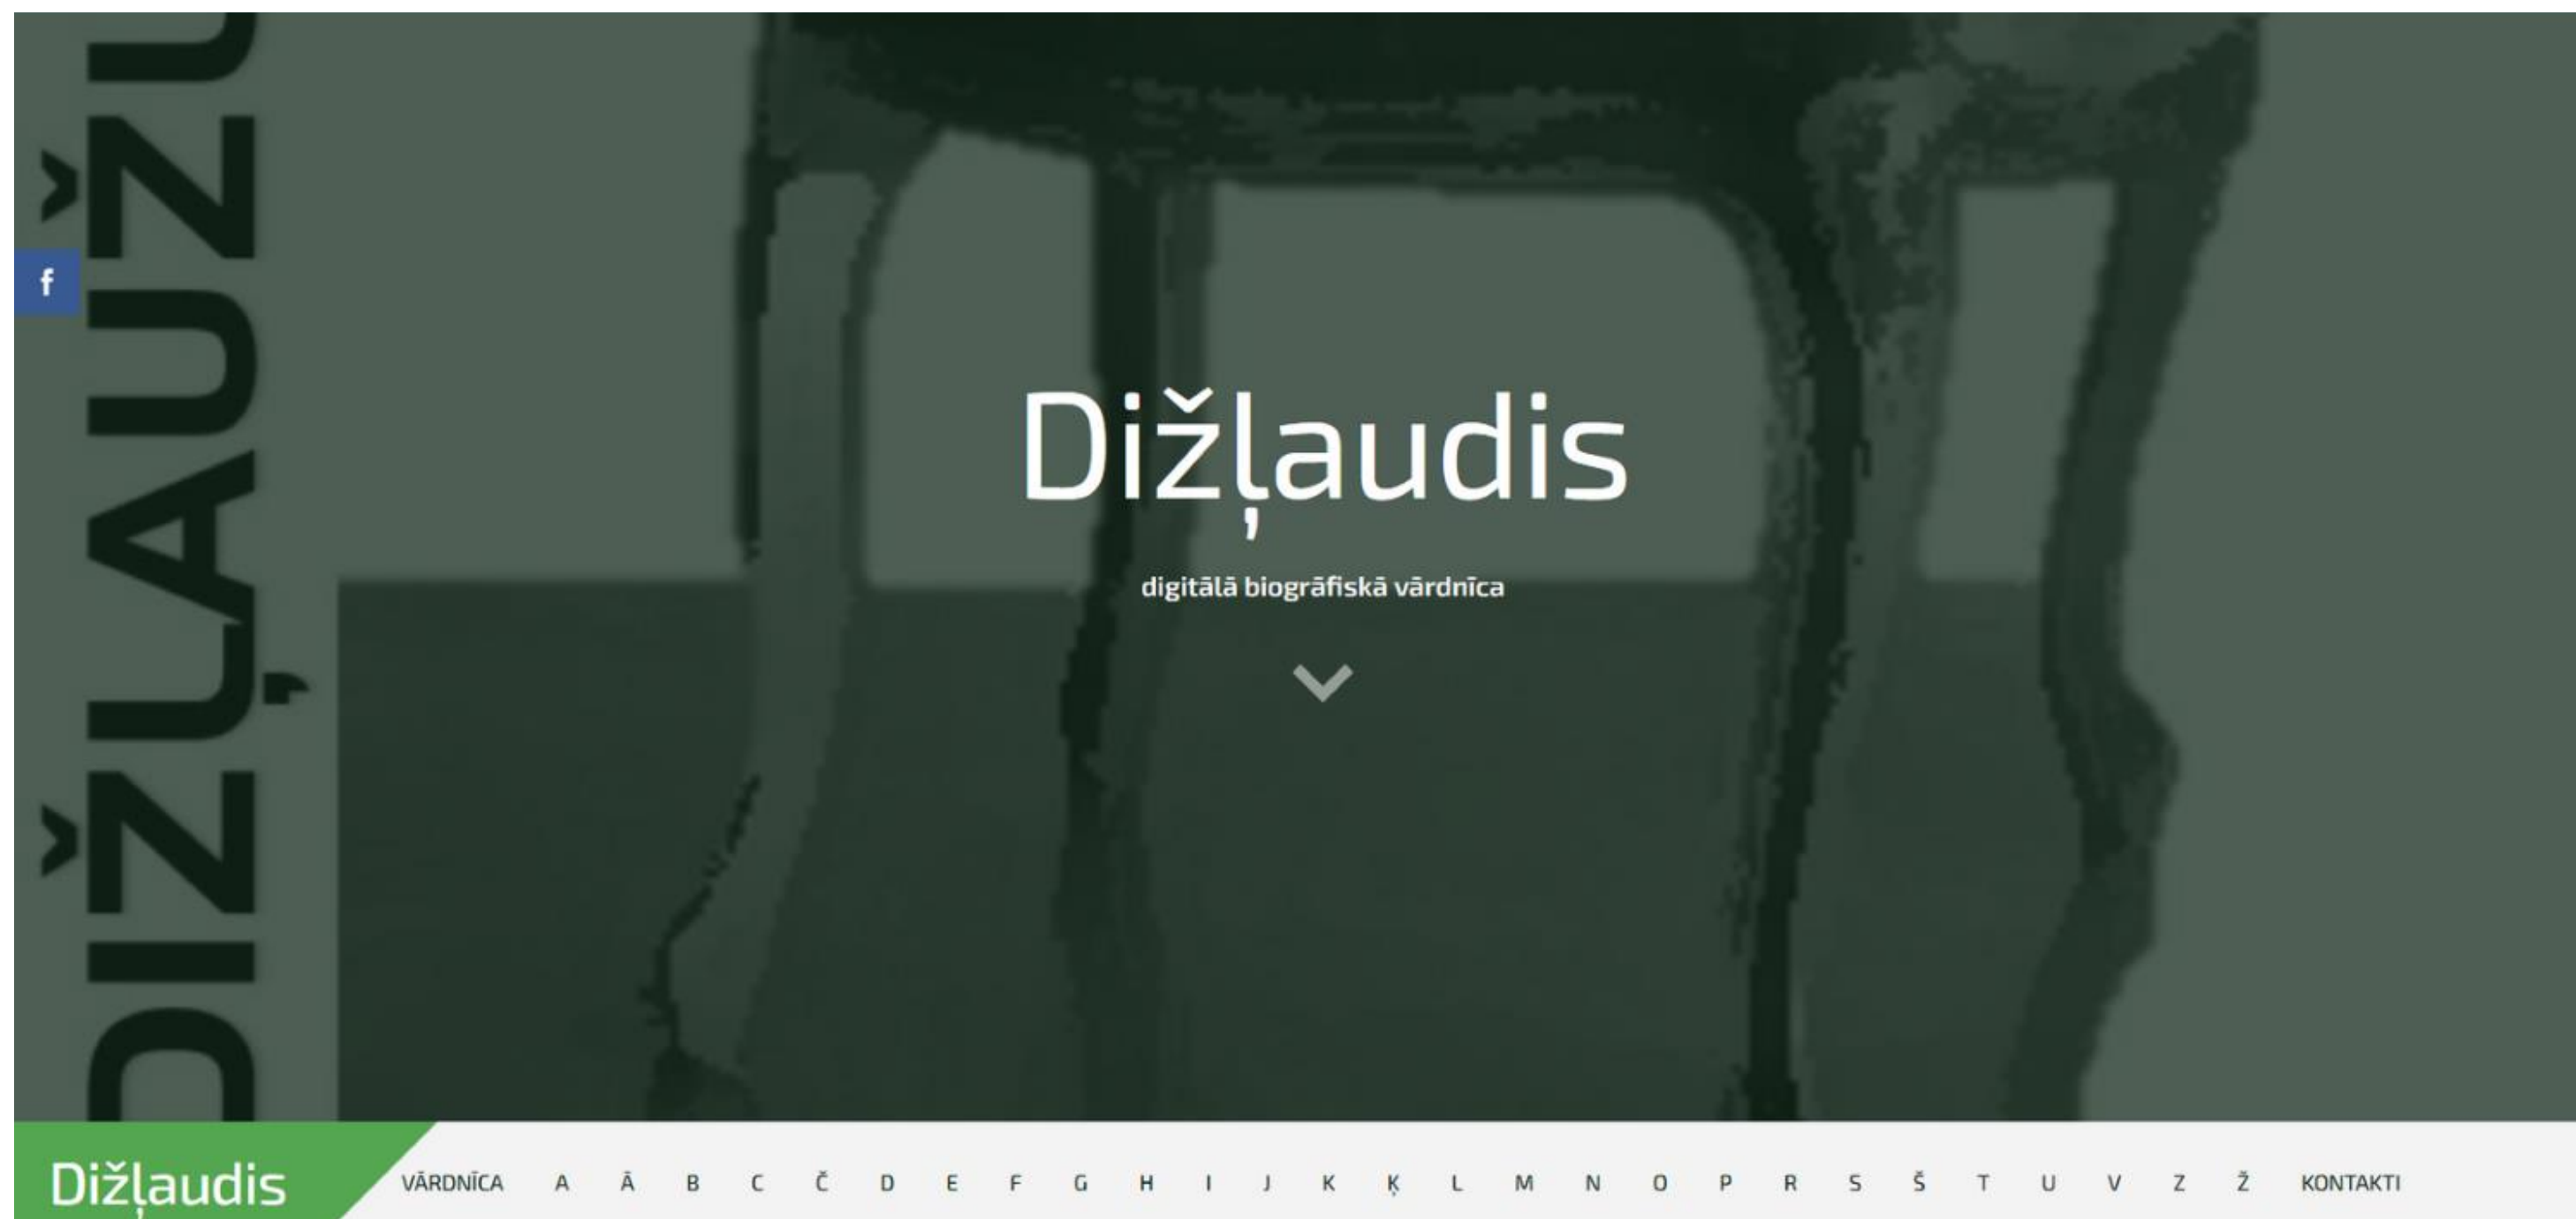 DIŽĻAUŽU
f
Dižļaudis
digitālā biogrāfiskā vārdnīca
Dižļaudis
VĀRDNĪCA A Ā B C Č D E F G H I J K Ķ L M N O P R S Š T U V Z Ž KONTAKTI